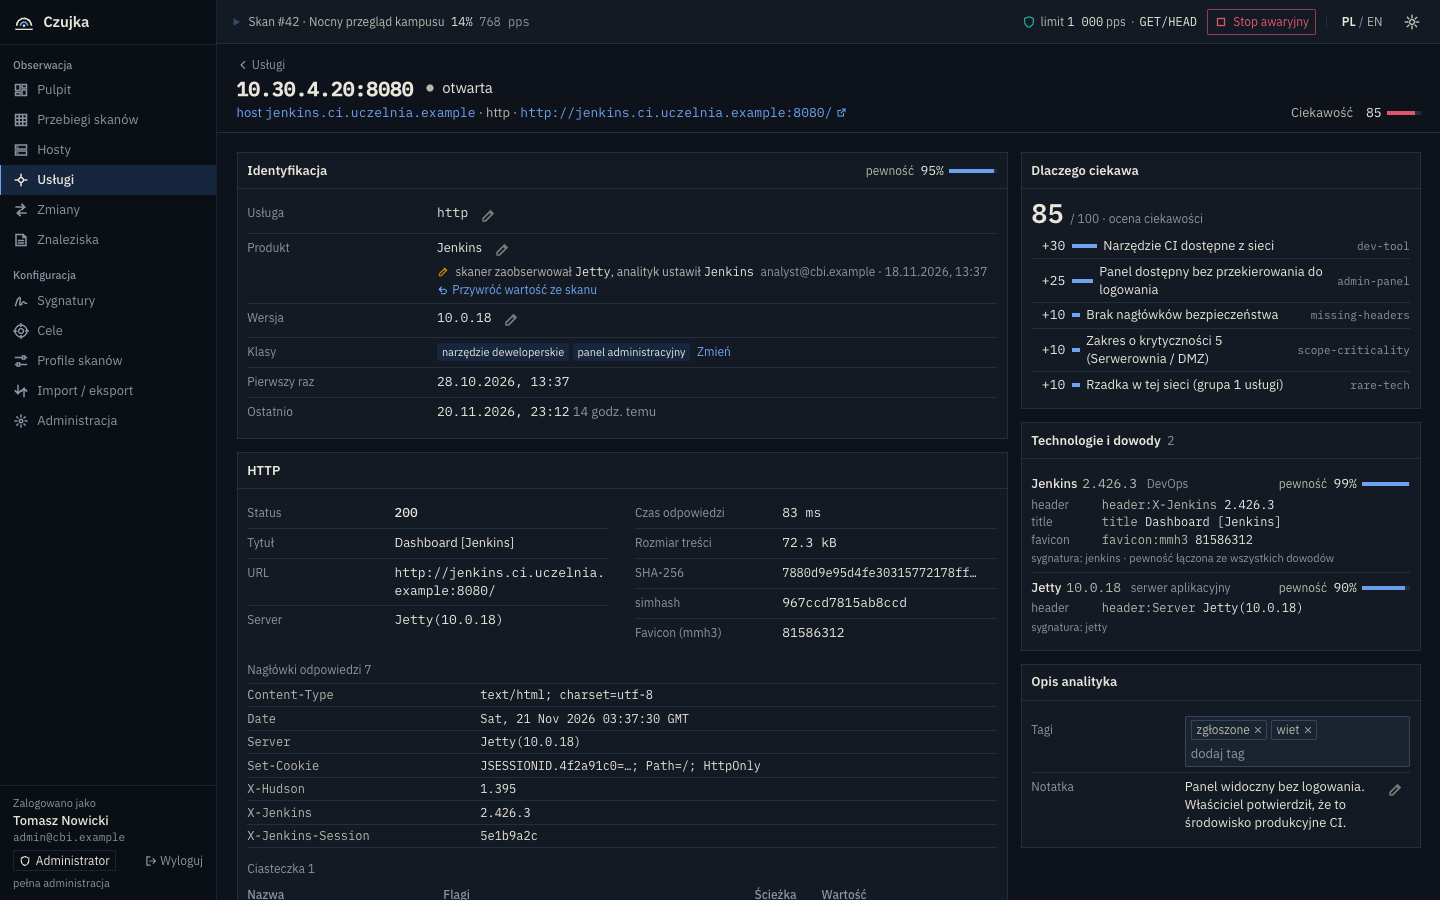 Czujka
Skan #42 · Nocny przegląd kampusu 14% 768 pps
limit 1 000 pps · GET/HEAD
Stop awaryjny
PL / EN
Obserwacja
Pulpit
Przebiegi skanów
Hosty
Usługi
Zmiany
Znaleziska
Konfiguracja
Sygnatury
Cele
Profile skanów
Import / eksport
Administracja
Zalogowano jako
Tomasz Nowicki
admin@cbi.example
Administrator
Wyloguj
pełna administracja
Usługi
10.30.4.20:8080 otwarta
host jenkins.ci.uczelnia.example · http · http://jenkins.ci.uczelnia.example:8080/
Ciekawość 85
Identyfikacja
pewność 95%
Usługa http
Produkt Jenkins
skaner zaobserwował Jetty, analityk ustawił Jenkins analyst@cbi.example · 18.11.2026, 13:37
Przywróć wartość ze skanu
Wersja 10.0.18
Klasy narzędzie deweloperskie panel administracyjny Zmień
Pierwszy raz 28.10.2026, 13:37
Ostatnio 20.11.2026, 23:12 14 godz. temu
HTTP
Status 200
Tytuł Dashboard [Jenkins]
URL http://jenkins.ci.uczelnia.
example:8080/
Server Jetty(10.0.18)
Czas odpowiedzi 83 ms
Rozmiar treści 72.3 kB
SHA-256 7880d9e95d4fe30315772178ff…
simhash 967ccd7815ab8ccd
Favicon (mmh3) 81586312
Nagłówki odpowiedzi 7
Content-Type text/html; charset=utf-8
Date Sat, 21 Nov 2026 03:37:30 GMT
Server Jetty(10.0.18)
Set-Cookie JSESSIONID.4f2a91c0=…; Path=/; HttpOnly
X-Hudson 1.395
X-Jenkins 2.426.3
X-Jenkins-Session 5e1b9a2c
Ciasteczka 1
Nazwa Flagi Ścieżka Wartość
Dlaczego ciekawa
85 / 100 · ocena ciekawości
+30 Narzędzie CI dostępne z sieci dev-tool
+25 Panel dostępny bez przekierowania do
logowania admin-panel
+10 Brak nagłówków bezpieczeństwa missing-headers
+10 Zakres o krytyczności 5
(Serwerownia / DMZ) scope-criticality
+10 Rzadka w tej sieci (grupa 1 usługi) rare-tech
Technologie i dowody 2
Jenkins 2.426.3 DevOps pewność 99%
header header:X-Jenkins 2.426.3
title title Dashboard [Jenkins]
favicon favicon:mmh3 81586312
sygnatura: jenkins · pewność łączona ze wszystkich dowodów
Jetty 10.0.18 serwer aplikacyjny pewność 90%
header header:Server Jetty(10.0.18)
sygnatura: jetty
Opis analityka
Tagi zgłoszone × wiet ×
dodaj tag
Notatka Panel widoczny bez logowania.
Właściciel potwierdził, że to
środowisko produkcyjne CI.